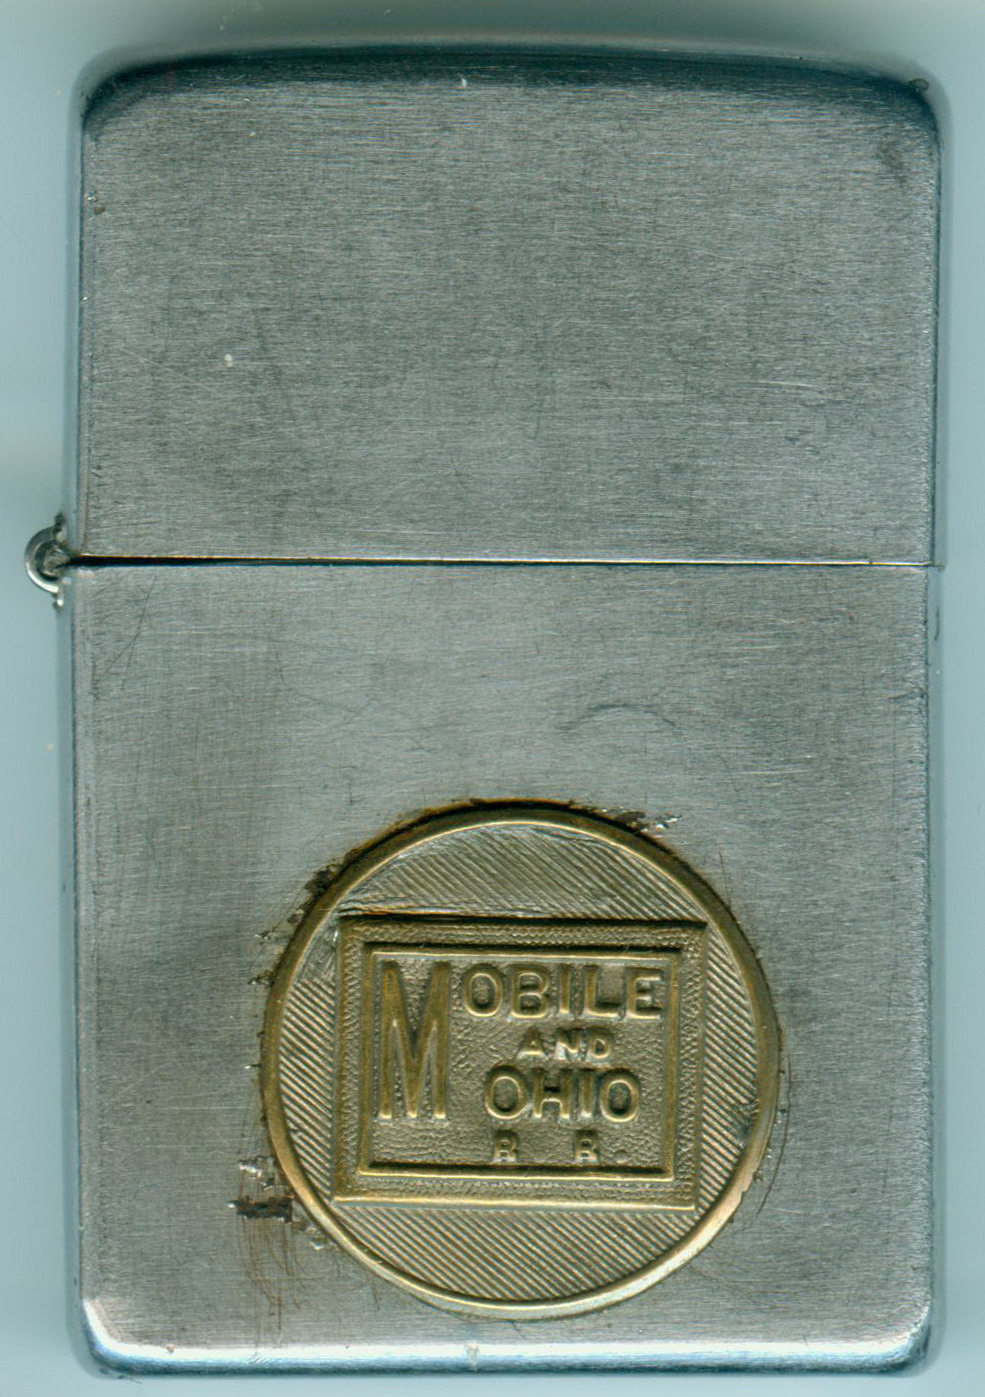 MOBILE
AND
OHIO
R R.